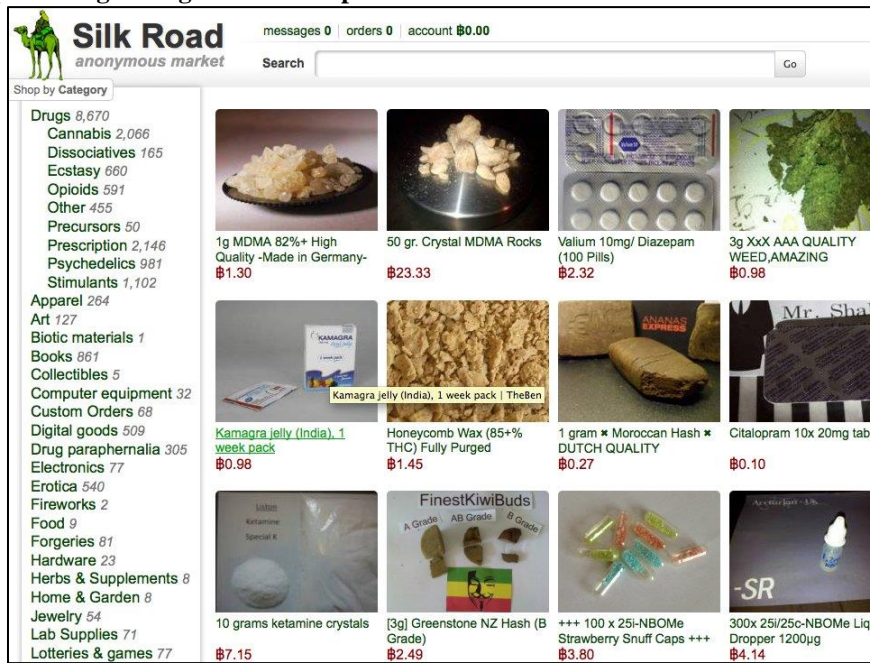 Silk Road
anonymous market
messages 0 | orders 0 | account ฿0.00
Search
Go
Shop by Category
Drugs 8,670
Cannabis 2,066
Dissociatives 165
Ecstasy 660
Opioids 591
Other 455
Precursors 50
Prescription 2,146
Psychedelics 981
Stimulants 1,102
Apparel 264
Art 127
Biotic materials 1
Books 861
Collectibles 5
Computer equipment 32
Custom Orders 68
Digital goods 509
Drug paraphernalia 305
Electronics 77
Erotica 540
Fireworks 2
Food 9
Forgeries 81
Hardware 23
Herbs & Supplements 8
Home & Garden 8
Jewelry 54
Lab Supplies 71
Lotteries & games 77
1g MDMA 82%+ High
Quality -Made in Germany-
฿1.30
50 gr. Crystal MDMA Rocks
฿23.33
Valium 10mg/ Diazepam
(100 Pills)
฿2.32
3g XxX AAA QUALITY
WEED,AMAZING
฿0.98
KAMAGRA
1 week pack
Kamagra jelly (India), 1 week pack | TheBen
Kamagra jelly (India), 1
week pack
฿0.98
Honeycomb Wax (85+%
THC) Fully Purged
฿1.45
ANANAS
EXPRESS
1 gram ✖ Moroccan Hash ✖
DUTCH QUALITY
฿0.27
Mr. Sha
Citalopram 10x 20mg tab
฿0.10
Liston
Ketamine
Special K
10 grams ketamine crystals
฿7.15
FinestKiwiBuds
A Grade
AB Grade
B Grade
[3g] Greenstone NZ Hash (B
Grade)
฿2.49
+++ 100 x 25i-NBOMe
Strawberry Snuff Caps +++
฿3.80
-SR
300x 25i/25c-NBOMe Liq
Dropper 1200µg
฿4.14